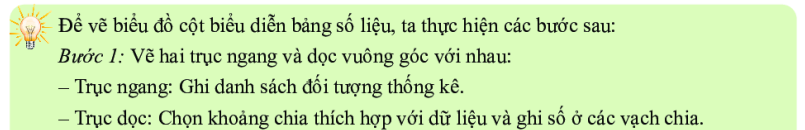 Để vẽ biểu đồ cột biểu diễn bảng số liệu, ta thực hiện các bước sau:
Bước 1: Vẽ hai trục ngang và dọc vuông góc với nhau:
– Trục ngang: Ghi danh sách đối tượng thống kê.
– Trục dọc: Chọn khoảng chia thích hợp với dữ liệu và ghi số ở các vạch chia.